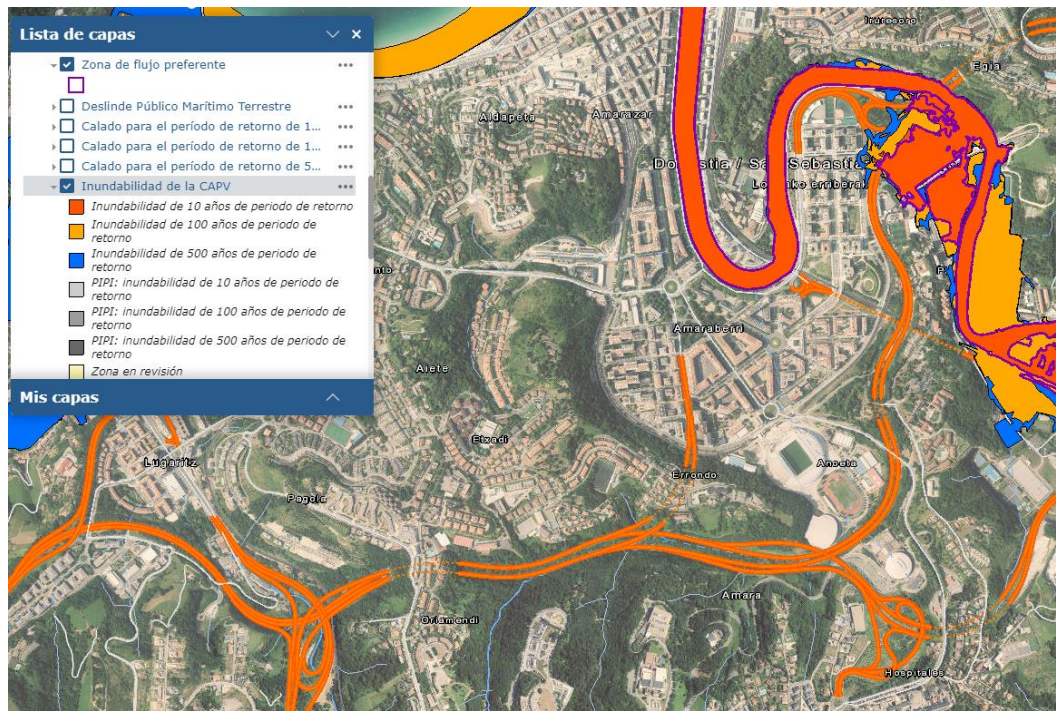 Lista de capas
Zona de flujo preferente
Deslinde Público Marítimo Terrestre
Calado para el período de retorno de 1...
Calado para el período de retorno de 1...
Calado para el período de retorno de 5...
Inundabilidad de la CAPV
Inundabilidad de 10 años de periodo de retorno
Inundabilidad de 100 años de periodo de
retorno
Inundabilidad de 500 años de periodo de
retorno
PIPI: inundabilidad de 10 años de periodo de
retorno
PIPI: inundabilidad de 100 años de periodo de
retorno
PIPI: inundabilidad de 500 años de periodo de
retorno
Zona en revisión
Mis capas
Egia
Aldapeta
Amarazar
Amaraberri
Aiete
Etxadi
Lugaritz
Errondo
Anoeta
Pagola
Amara
Oriamendi
Hospitales